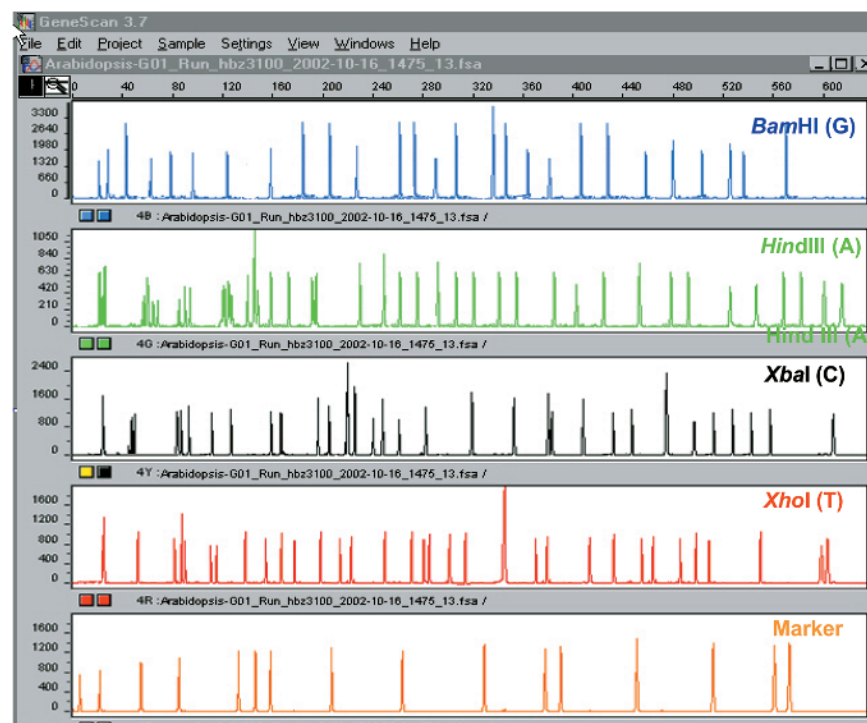 GeneScan 3.7
File Edit Project Sample Settings View Windows Help
Arabidopsis-G01_Run_hbz3100_2002-10-16_1475_13.fsa
0 40 80 120 160 200 240 280 320 360 400 440 480 520 560 600
3300
2640
1980
1320
660
0
BamHI (G)
4B :Arabidopsis-G01_Run_hbz3100_2002-10-16_1475_13.fsa /
1050
840
630
420
210
0
HindIII (A)
4G :Arabidopsis-G01_Run_hbz3100_2002-10-16_1475_13.fsa /
Hind III (A
2400
1600
800
0
XbaI (C)
4Y :Arabidopsis-G01_Run_hbz3100_2002-10-16_1475_13.fsa /
1600
1200
800
400
0
XhoI (T)
4R :Arabidopsis-G01_Run_hbz3100_2002-10-16_1475_13.fsa /
1600
1200
800
400
0
Marker